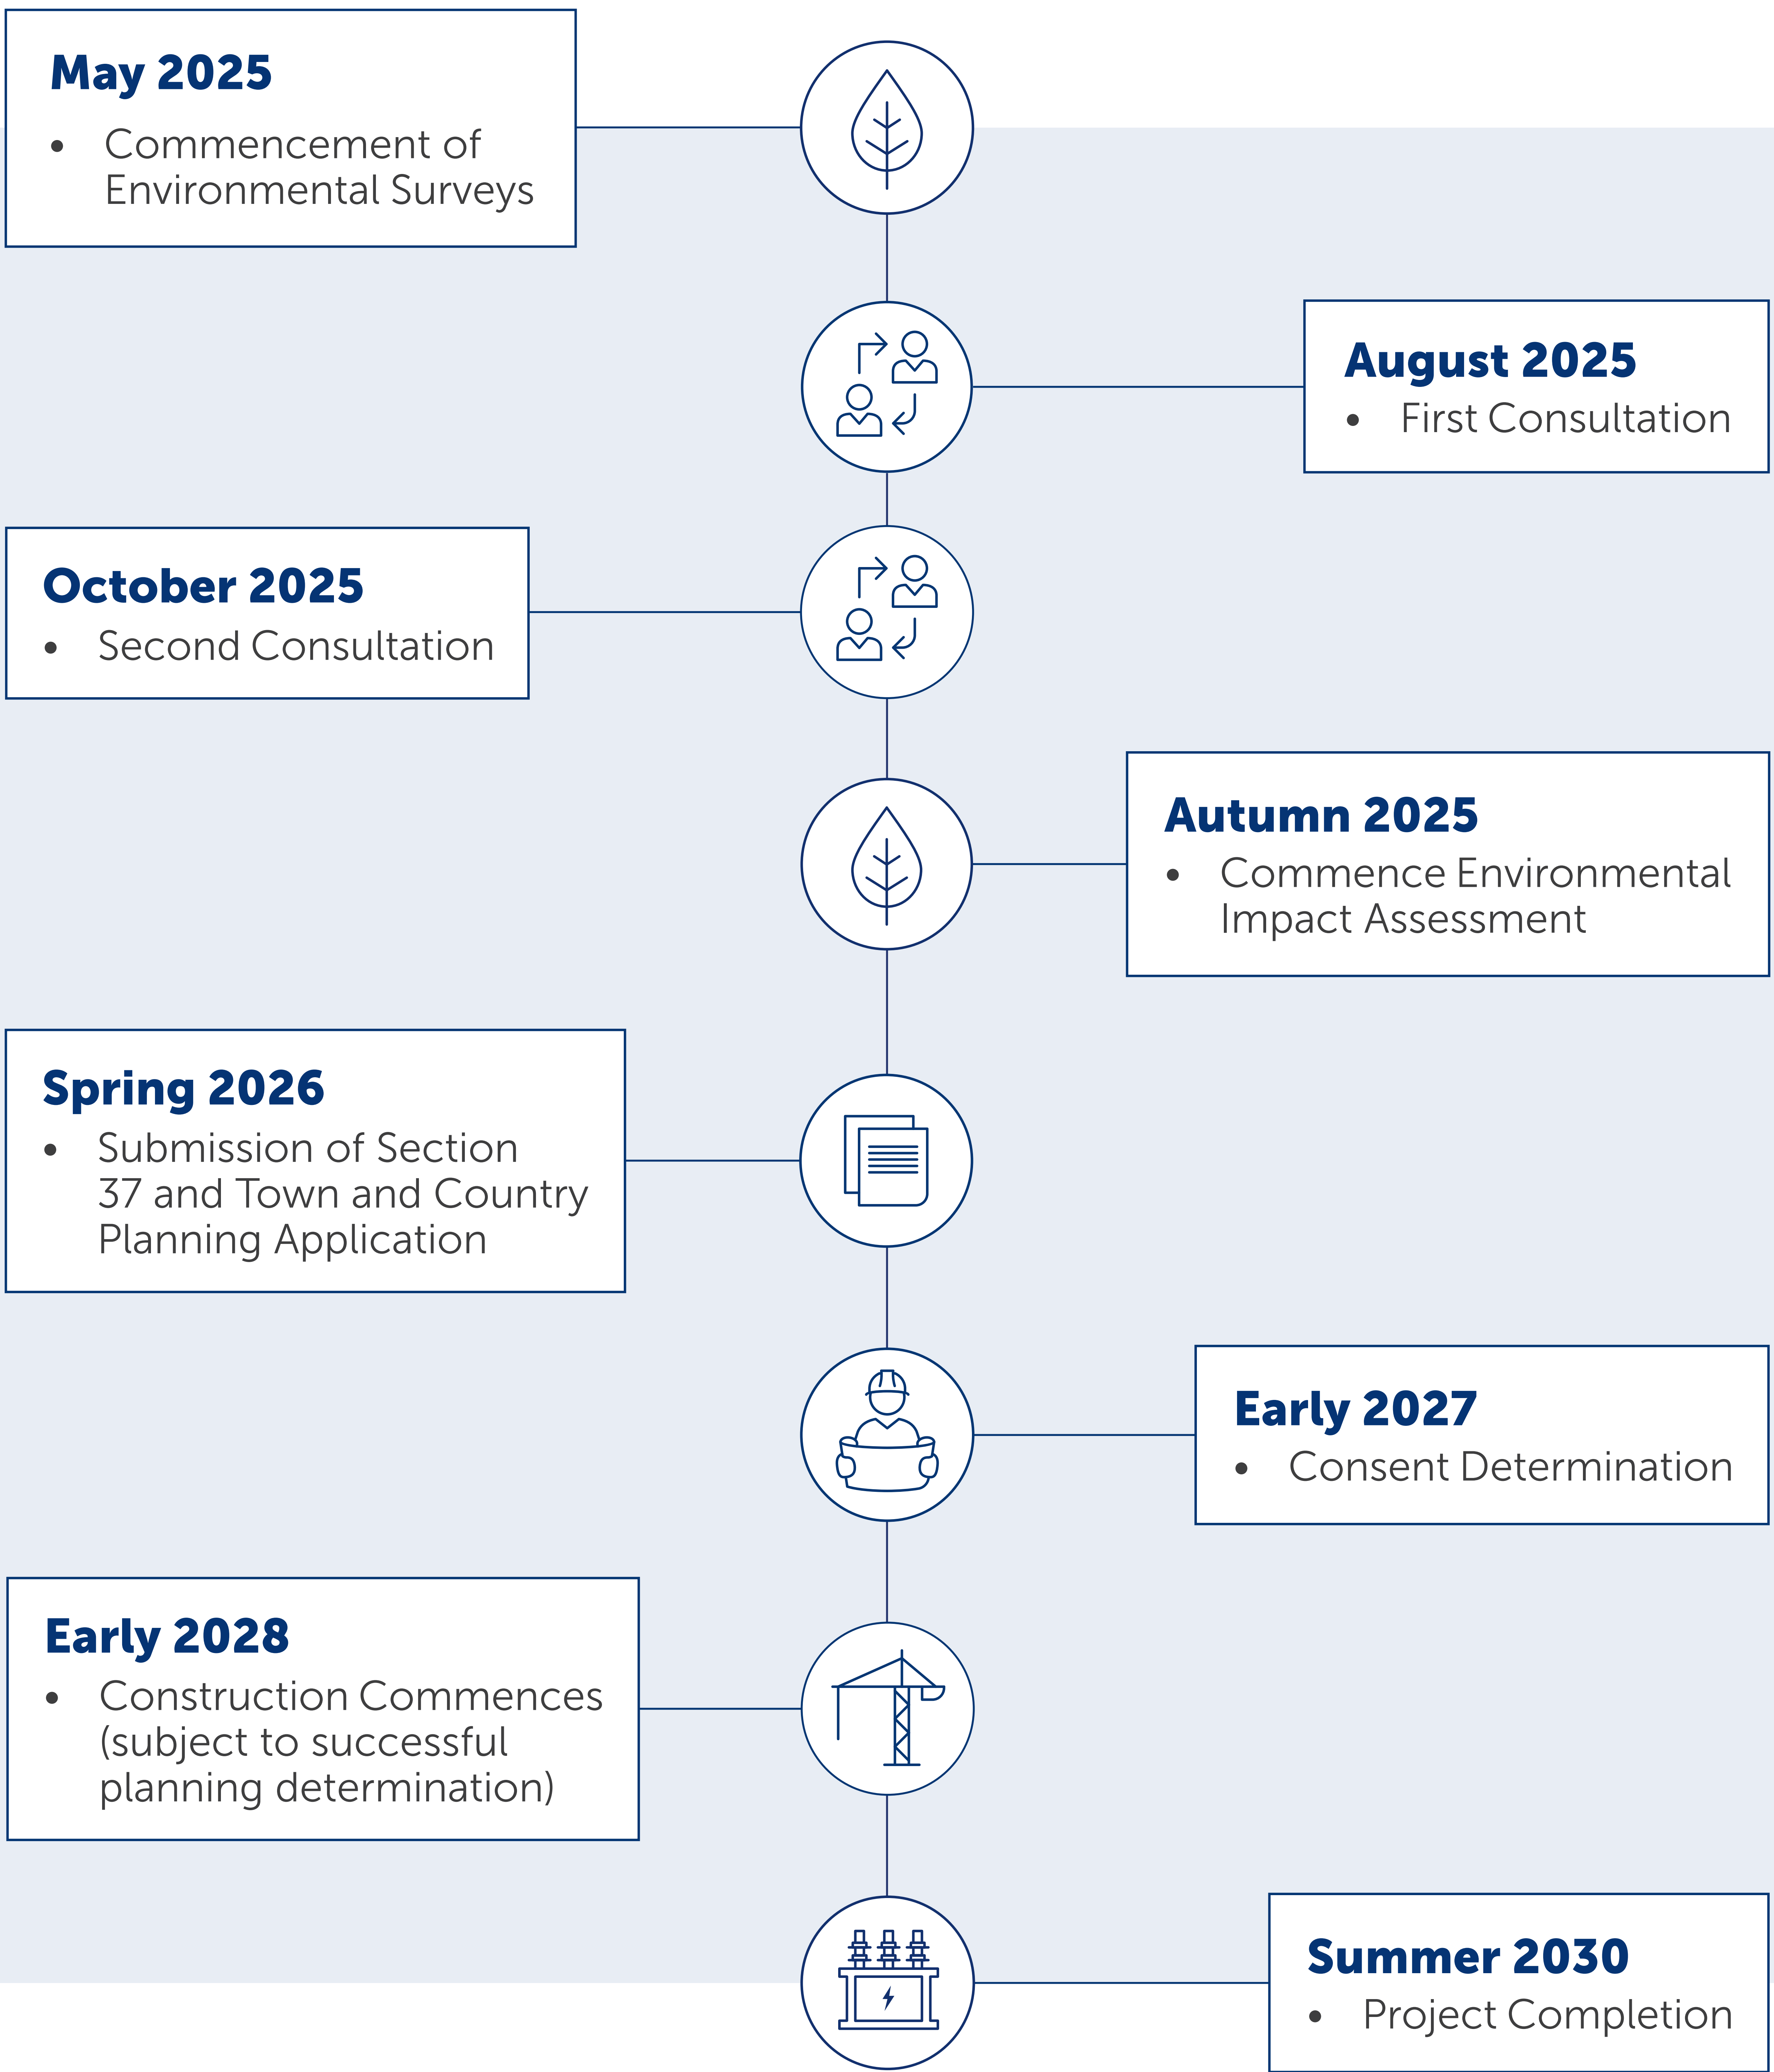 May 2025
• Commencement of
Environmental Surveys
August 2025
• First Consultation
October 2025
• Second Consultation
Autumn 2025
• Commence Environmental
Impact Assessment
Spring 2026
• Submission of Section
37 and Town and Country
Planning Application
Early 2027
• Consent Determination
Early 2028
• Construction Commences
(subject to successful
planning determination)
Summer 2030
• Project Completion